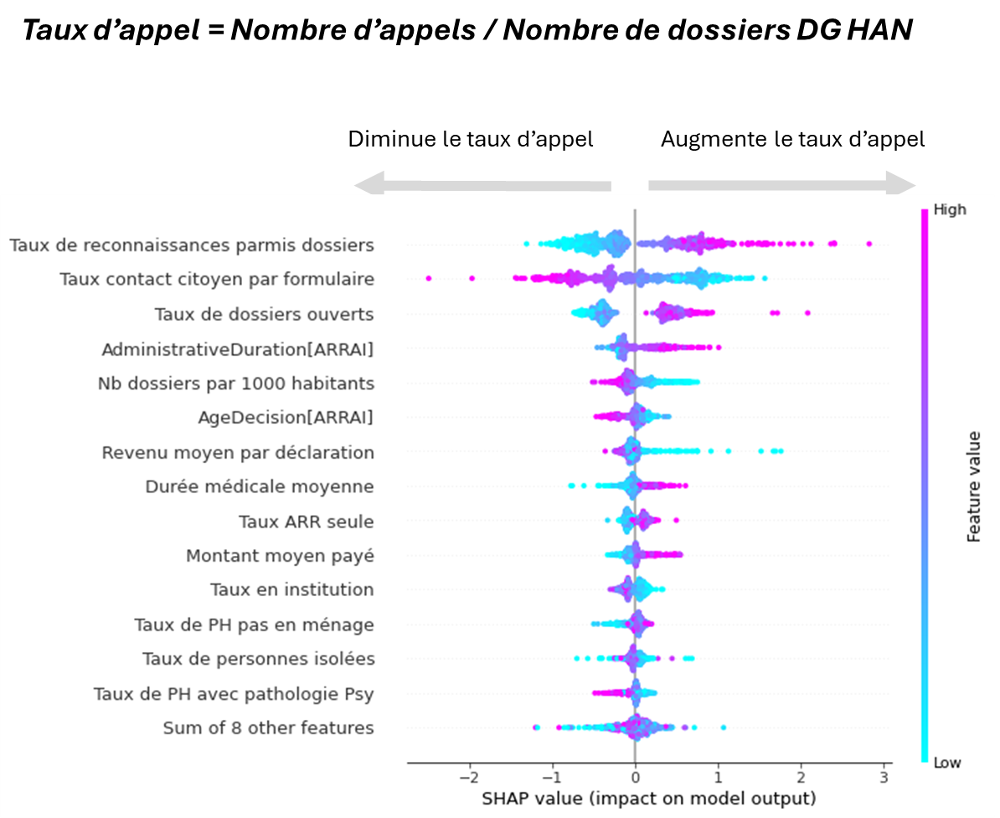 Taux d’appel = Nombre d’appels / Nombre de dossiers DG HAN
Diminue le taux d’appel
Augmente le taux d’appel
High
Taux de reconnaissances parmis dossiers
Taux contact citoyen par formulaire
Taux de dossiers ouverts
AdministrativeDuration[ARRAI]
Nb dossiers par 1000 habitants
AgeDecision[ARRAI]
Revenu moyen par déclaration
Durée médicale moyenne
Taux ARR seule
Montant moyen payé
Taux en institution
Taux de PH pas en ménage
Taux de personnes isolées
Taux de PH avec pathologie Psy
Sum of 8 other features
Feature value
Low
−2 −1 0 1 2 3
SHAP value (impact on model output)